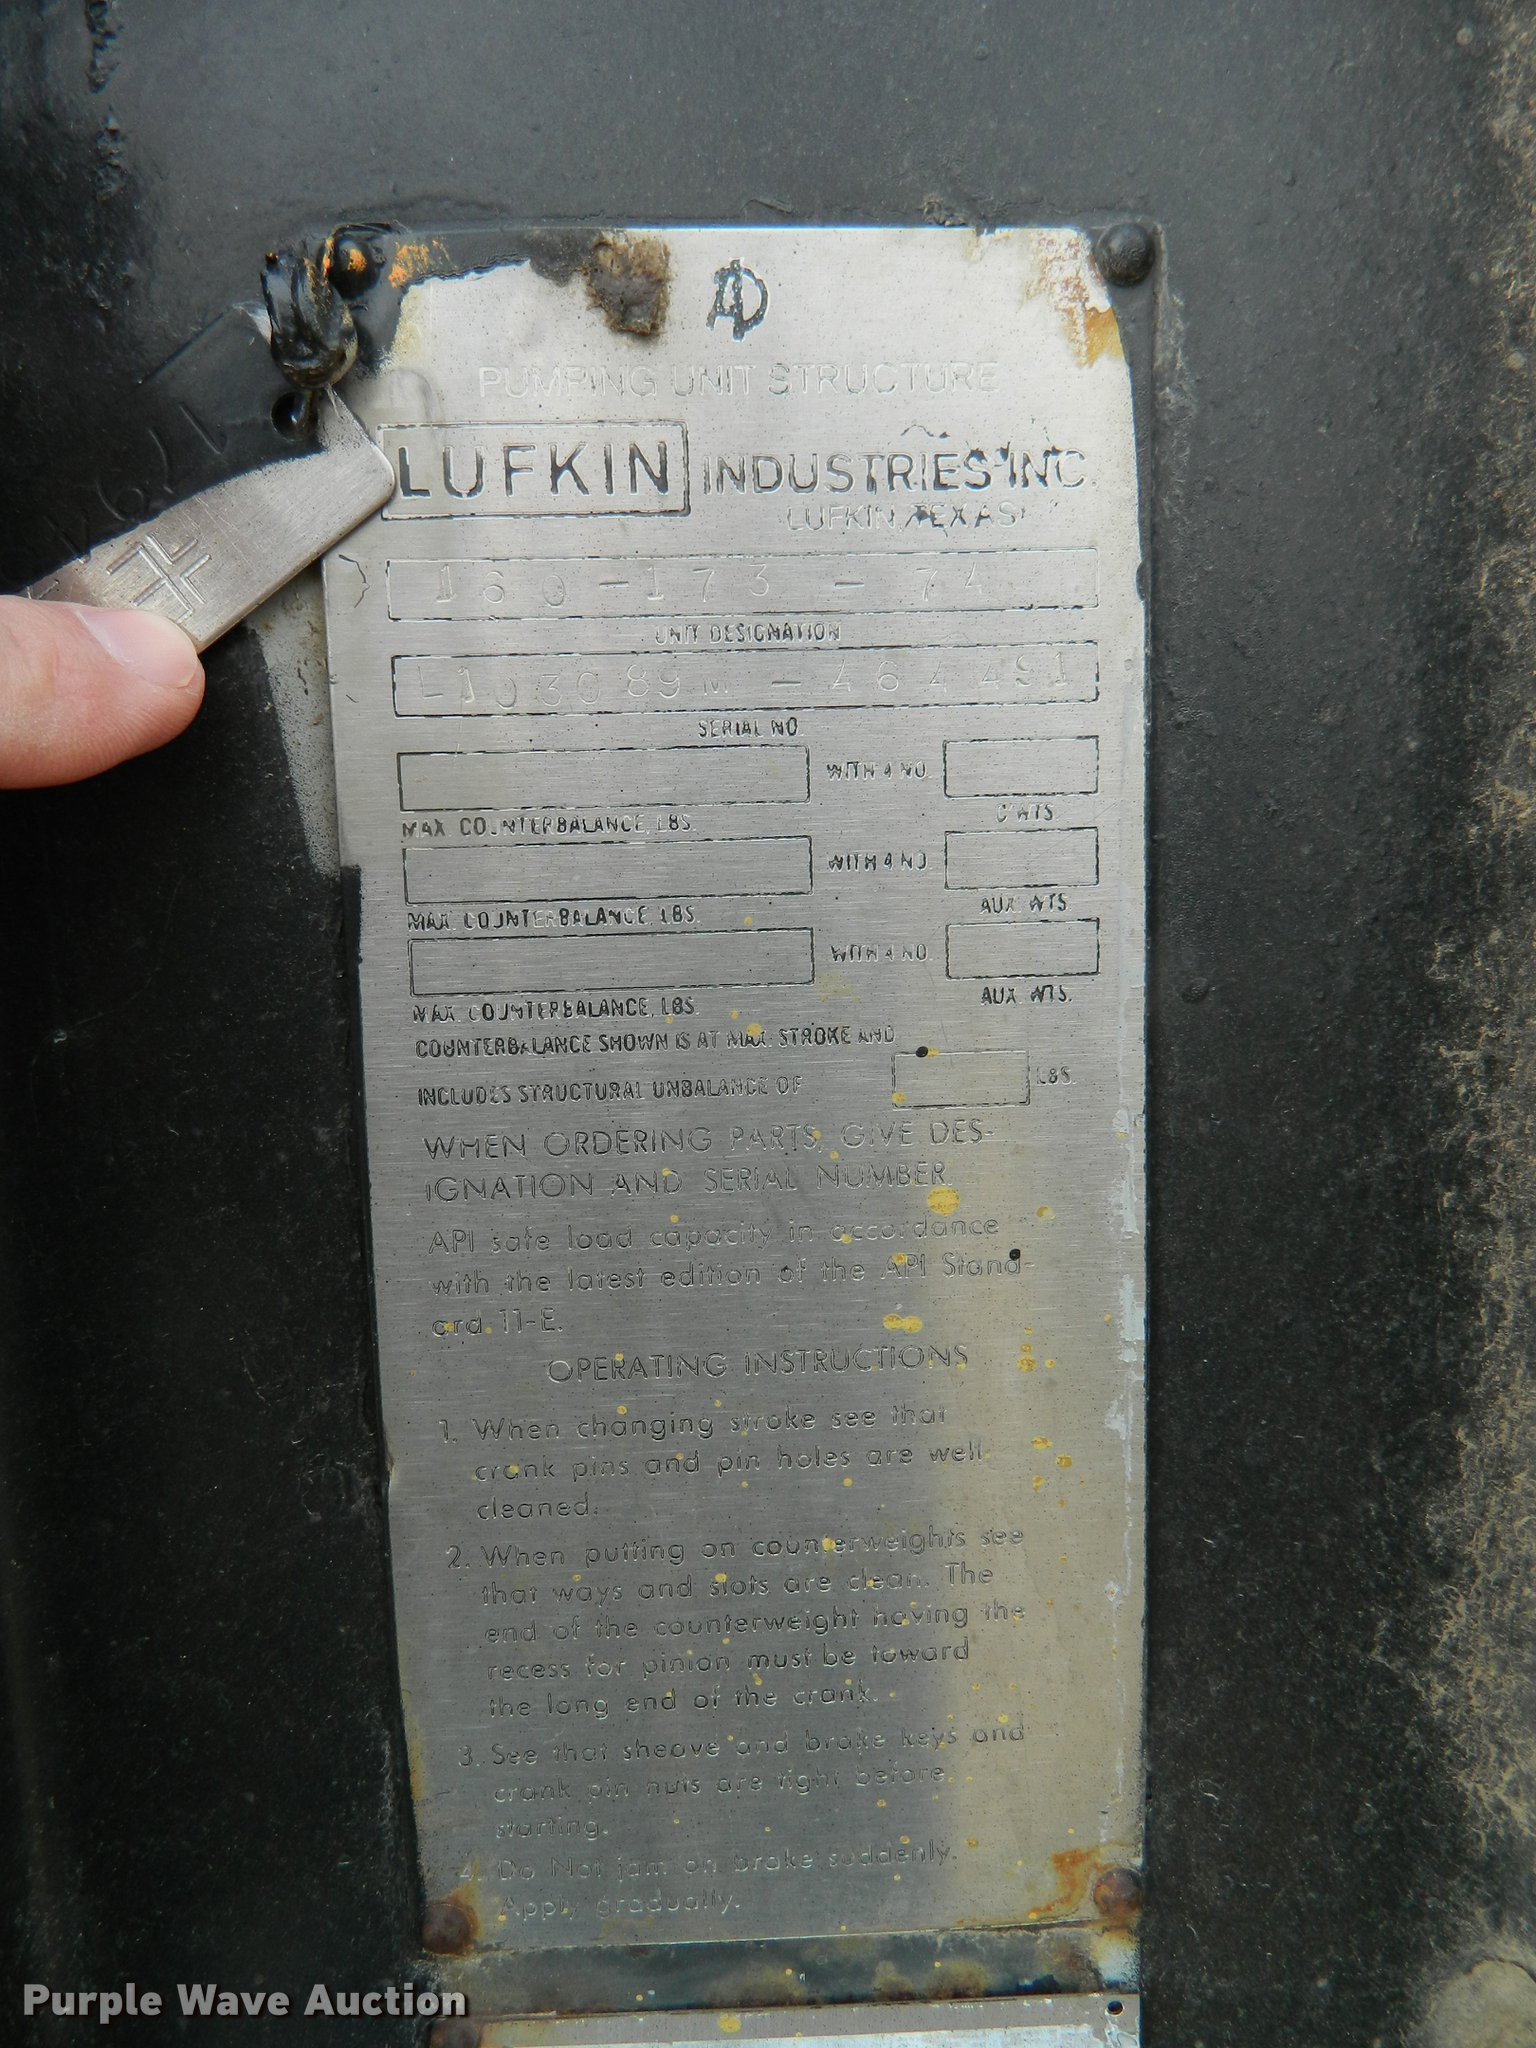 PUMPING UNIT STRUCTURE
LUFKIN INDUSTRIES INC.
LUFKIN, TEXAS
160-173-74
UNIT DESIGNATION
L103089M-464491
SERIAL NO.
WITH 4 NO.
MAX. COUNTERBALANCE, LBS. C'WTS.
WITH 4 NO.
MAX. COUNTERBALANCE, LBS. AUX. WTS.
WITH 4 NO.
MAX. COUNTERBALANCE, LBS. AUX. WTS.
COUNTERBALANCE SHOWN IS AT MAX. STROKE AND
INCLUDES STRUCTURAL UNBALANCE OF LBS.
WHEN ORDERING PARTS, GIVE DES-
IGNATION AND SERIAL NUMBER.
API safe load capacity in accordance
with the latest edition of the API Stand-
ard 11-E.
OPERATING INSTRUCTIONS
1. When changing stroke see that
crank pins and pin holes are well
cleaned.
2. When putting on counterweights see
that ways and slots are clean. The
end of the counterweight having the
recess for pinion must be toward
the long end of the crank.
3. See that sheave and brake keys and
crank pin nuts are tight before
starting.
4. Do Not jam on brake suddenly.
Apply gradually.
Purple Wave Auction